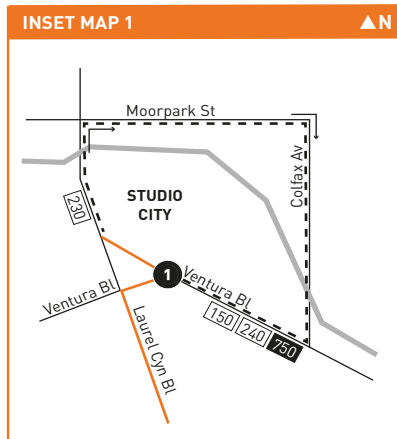 INSET MAP 1
▲N
Moorpark St
Colfax Av
STUDIO
CITY
230
1
Ventura Bl
Ventura Bl
150
240
750
Laurel Cyn Bl